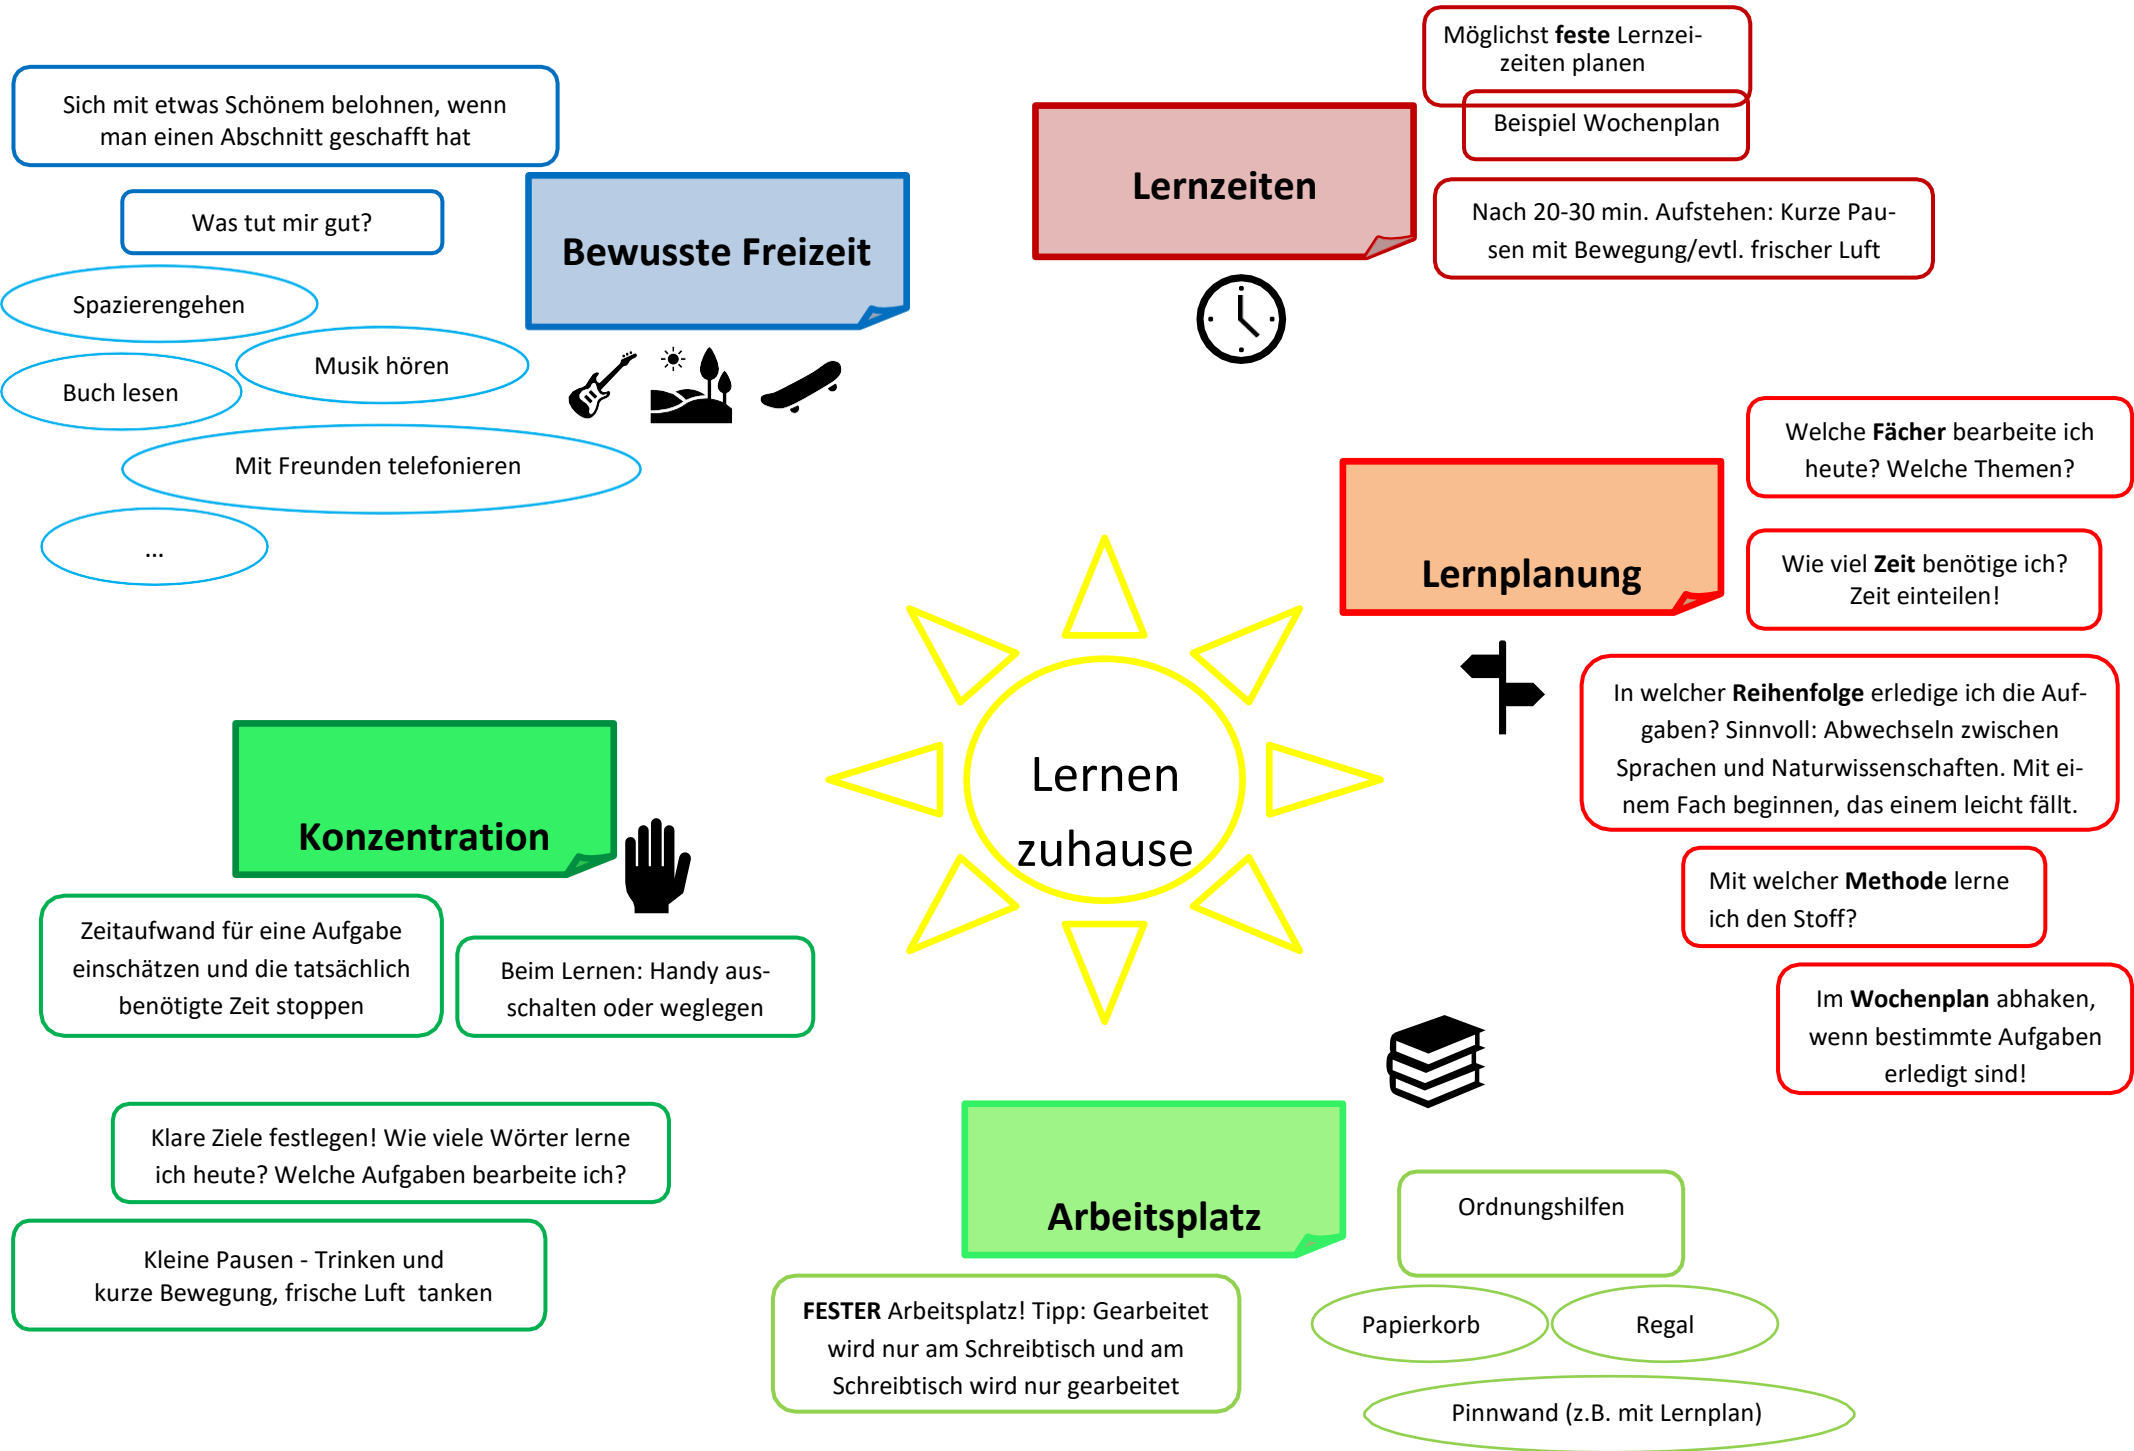 Möglichst feste Lernzei-
zeiten planen
Beispiel Wochenplan
Lernzeiten
Nach 20-30 min. Aufstehen: Kurze Pau-
sen mit Bewegung/evtl. frischer Luft
Sich mit etwas Schönem belohnen, wenn
man einen Abschnitt geschafft hat
Was tut mir gut?
Bewusste Freizeit
Spazierengehen
Musik hören
Buch lesen
Mit Freunden telefonieren
...
Welche Fächer bearbeite ich
heute? Welche Themen?
Lernplanung
Wie viel Zeit benötige ich?
Zeit einteilen!
In welcher Reihenfolge erledige ich die Auf-
gaben? Sinnvoll: Abwechseln zwischen
Sprachen und Naturwissenschaften. Mit ei-
nem Fach beginnen, das einem leicht fällt.
Mit welcher Methode lerne
ich den Stoff?
Im Wochenplan abhaken,
wenn bestimmte Aufgaben
erledigt sind!
Lernen
zuhause
Konzentration
Zeitaufwand für eine Aufgabe
einschätzen und die tatsächlich
benötigte Zeit stoppen
Beim Lernen: Handy aus-
schalten oder weglegen
Klare Ziele festlegen! Wie viele Wörter lerne
ich heute? Welche Aufgaben bearbeite ich?
Kleine Pausen - Trinken und
kurze Bewegung, frische Luft tanken
Arbeitsplatz
FESTER Arbeitsplatz! Tipp: Gearbeitet
wird nur am Schreibtisch und am
Schreibtisch wird nur gearbeitet
Ordnungshilfen
Papierkorb
Regal
Pinnwand (z.B. mit Lernplan)